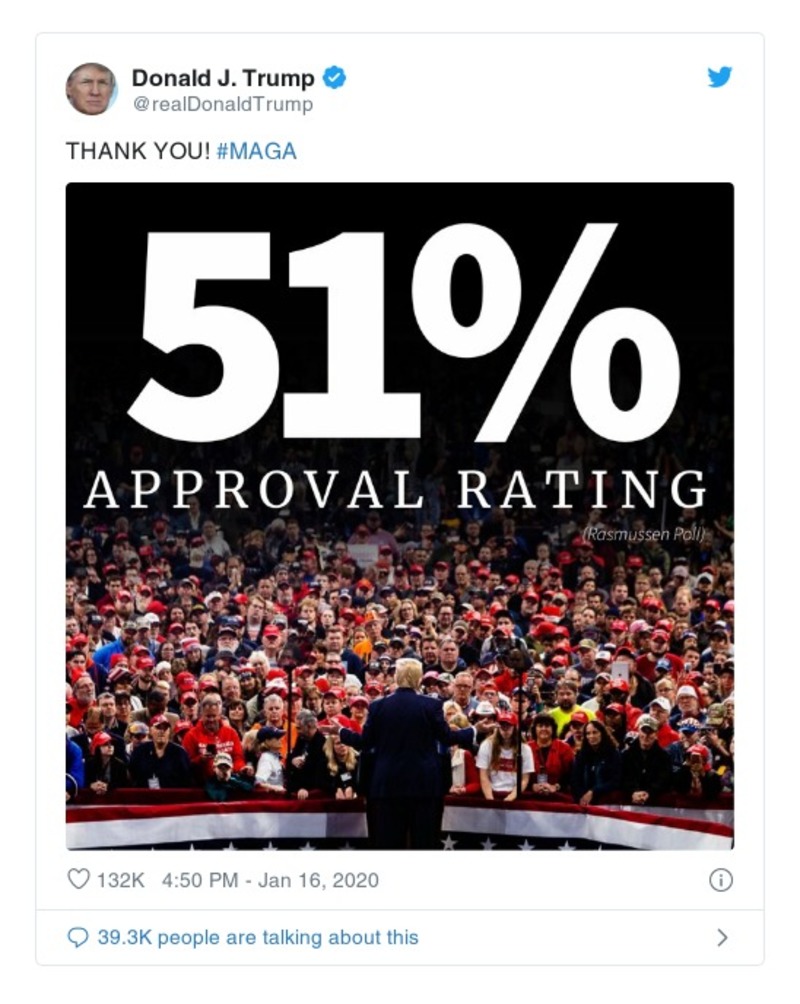 Donald J. Trump
@realDonaldTrump
THANK YOU! #MAGA
51%
APPROVAL RATING
(Rasmussen Poll)
132K 4:50 PM - Jan 16, 2020
39.3K people are talking about this